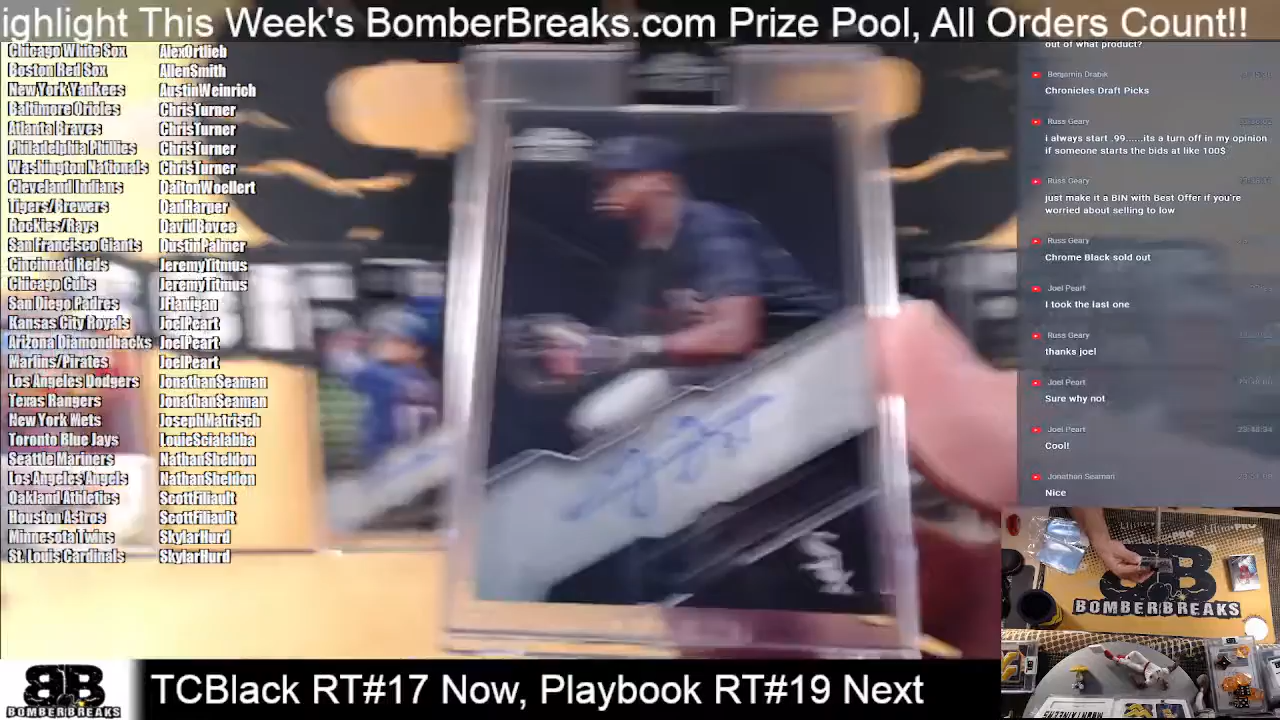 ighlight This Week's BomberBreaks.com Prize Pool, All Orders Count!!
Chicago White Sox AlexOrtlieb
Boston Red Sox AllenSmith
New York Yankees AustinWeinrich
Baltimore Orioles ChrisTurner
Atlanta Braves ChrisTurner
Philadelphia Phillies ChrisTurner
Washington Nationals ChrisTurner
Cleveland Indians DaltonWoellert
Tigers/Brewers DanHarper
Rockies/Rays DavidBovee
San Francisco Giants DustinPalmer
Cincinnati Reds JeremyTitmus
Chicago Cubs JeremyTitmus
San Diego Padres JFlanigan
Kansas City Royals JoelPeart
Arizona Diamondbacks JoelPeart
Marlins/Pirates JoelPeart
Los Angeles Dodgers JonathanSeaman
Texas Rangers JonathanSeaman
New York Mets JosephMatrisch
Toronto Blue Jays LouieScialabba
Seattle Mariners NathanSheldon
Los Angeles Angels NathanSheldon
Oakland Athletics ScottFiliault
Houston Astros ScottFiliault
Minnesota Twins SkylarHurd
St. Louis Cardinals SkylarHurd
out of what product?
Benjamin Drabik
Chronicles Draft Picks
Russ Geary
i always start .99......its a turn off in my opinion
if someone starts the bids at like 100$
Russ Geary
just make it a BIN with Best Offer if you're
worried about selling to low
Russ Geary
Chrome Black sold out
Joel Peart
I took the last one
Russ Geary
thanks joel
Joel Peart
Sure why not
Joel Peart 23:48:34
Cool!
Jonathan Seaman
Nice
BOMBERBREAKS
BB
BOMBERBREAKS
TCBlack RT#17 Now, Playbook RT#19 Next